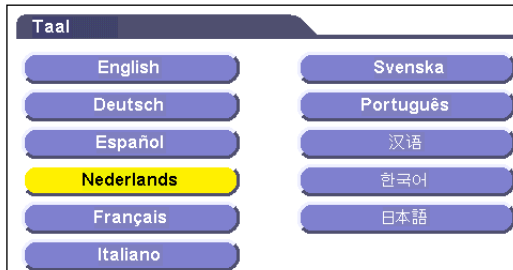 Taal
English
Deutsch
Español
Nederlands
Français
Italiano
Svenska
Português
汉语
한국어
日本語